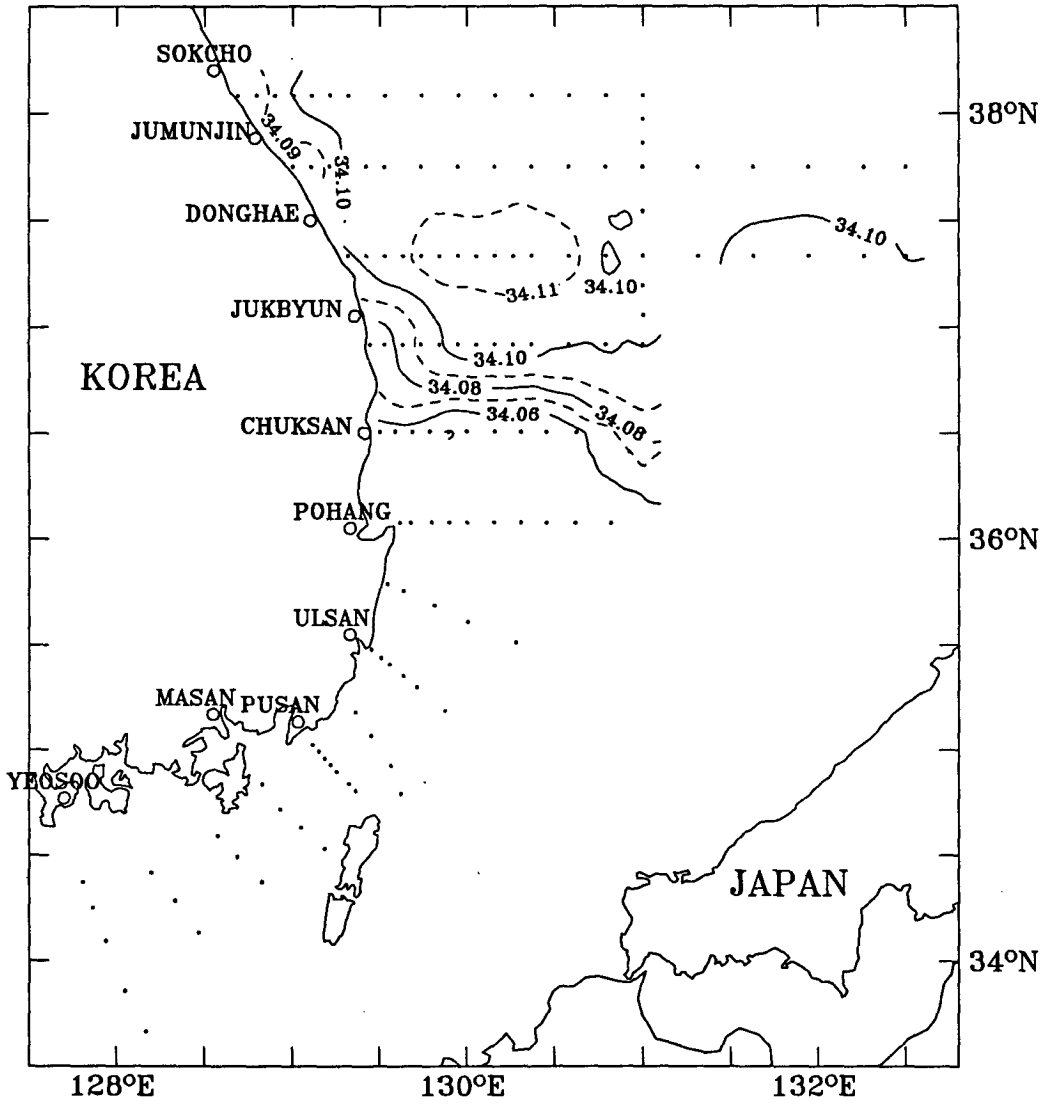 SOKCHO
38°N
34.09
JUMUNJIN
34.10
DONGHAE
34.10
34.11
34.10
JUKBYUN
34.10
KOREA
34.08
34.06
34.08
CHUKSAN
POHANG
36°N
ULSAN
MASAN
PUSAN
YEOSOO
JAPAN
34°N
128°E
130°E
132°E